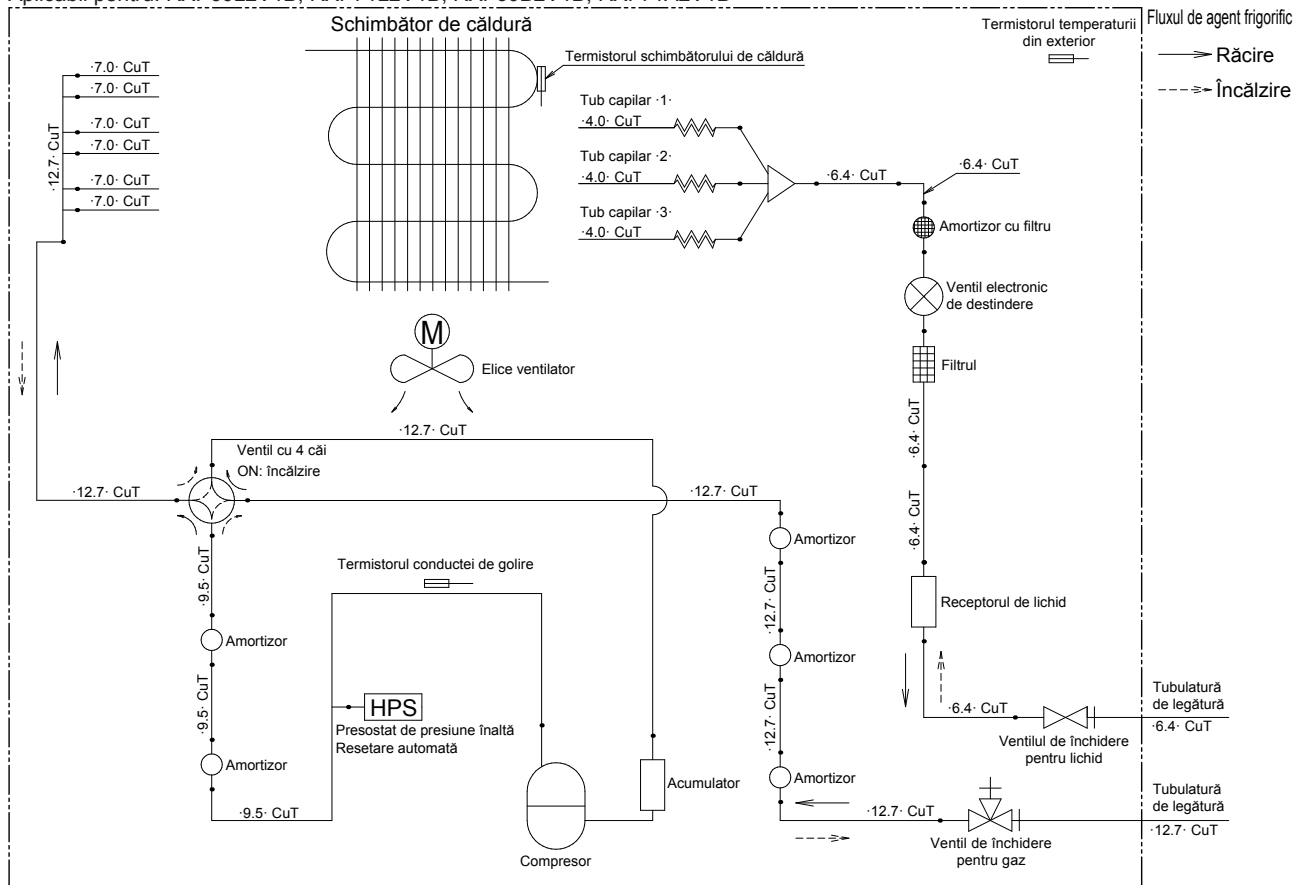 Aplicabil pentru:
Schimbător de căldură
Termistorul schimbătorului de căldură
Termistorul temperaturii
din exterior
Fluxul de agent frigorific
Răcire
Încălzire
·7.0· CuT
·7.0· CuT
·7.0· CuT
·7.0· CuT
·7.0· CuT
·7.0· CuT
·12.7· CuT
Tub capilar ·1·
·4.0· CuT
Tub capilar ·2·
·4.0· CuT
Tub capilar ·3·
·4.0· CuT
·6.4· CuT
·6.4· CuT
Amortizor cu filtru
Ventil electronic
de destindere
Filtrul
M
Elice ventilator
·12.7· CuT
Ventil cu 4 căi
ON: încălzire
·12.7· CuT
·12.7· CuT
·6.4· CuT
·6.4· CuT
·9.5· CuT
Amortizor
·9.5· CuT
Amortizor
·9.5· CuT
Termistorul conductei de golire
HPS
Presostat de presiune înaltă
Resetare automată
Compresor
Acumulator
Amortizor
·12.7· CuT
Amortizor
·12.7· CuT
Amortizor
Receptorul de lichid
·6.4· CuT
Ventilul de închidere
pentru lichid
Tubulatură
de legătură
·6.4· CuT
·12.7· CuT
Ventil de închidere
pentru gaz
Tubulatură
de legătură
·12.7· CuT